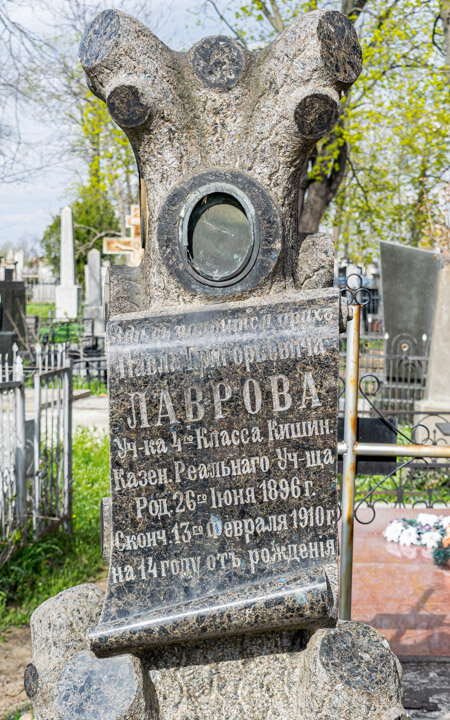 Здѣсь покоится прахъ
Павла Григорьевича
ЛАВРОВА
Уч-ка 4го Класса Кишин.
Казен. Реальнаго Уч-ща
Род. 26го Іюня 1896 г.
Сконч. 13го Февраля 1910 г.
на 14 году отъ рожденія